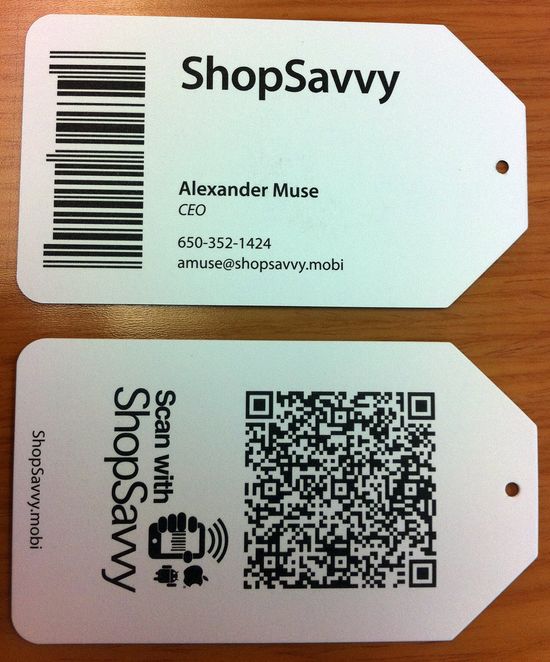 ShopSavvy
Alexander Muse
CEO
650-352-1424
amuse@shopsavvy.mobi
Scan with
ShopSavvy
ShopSavvy.mobi